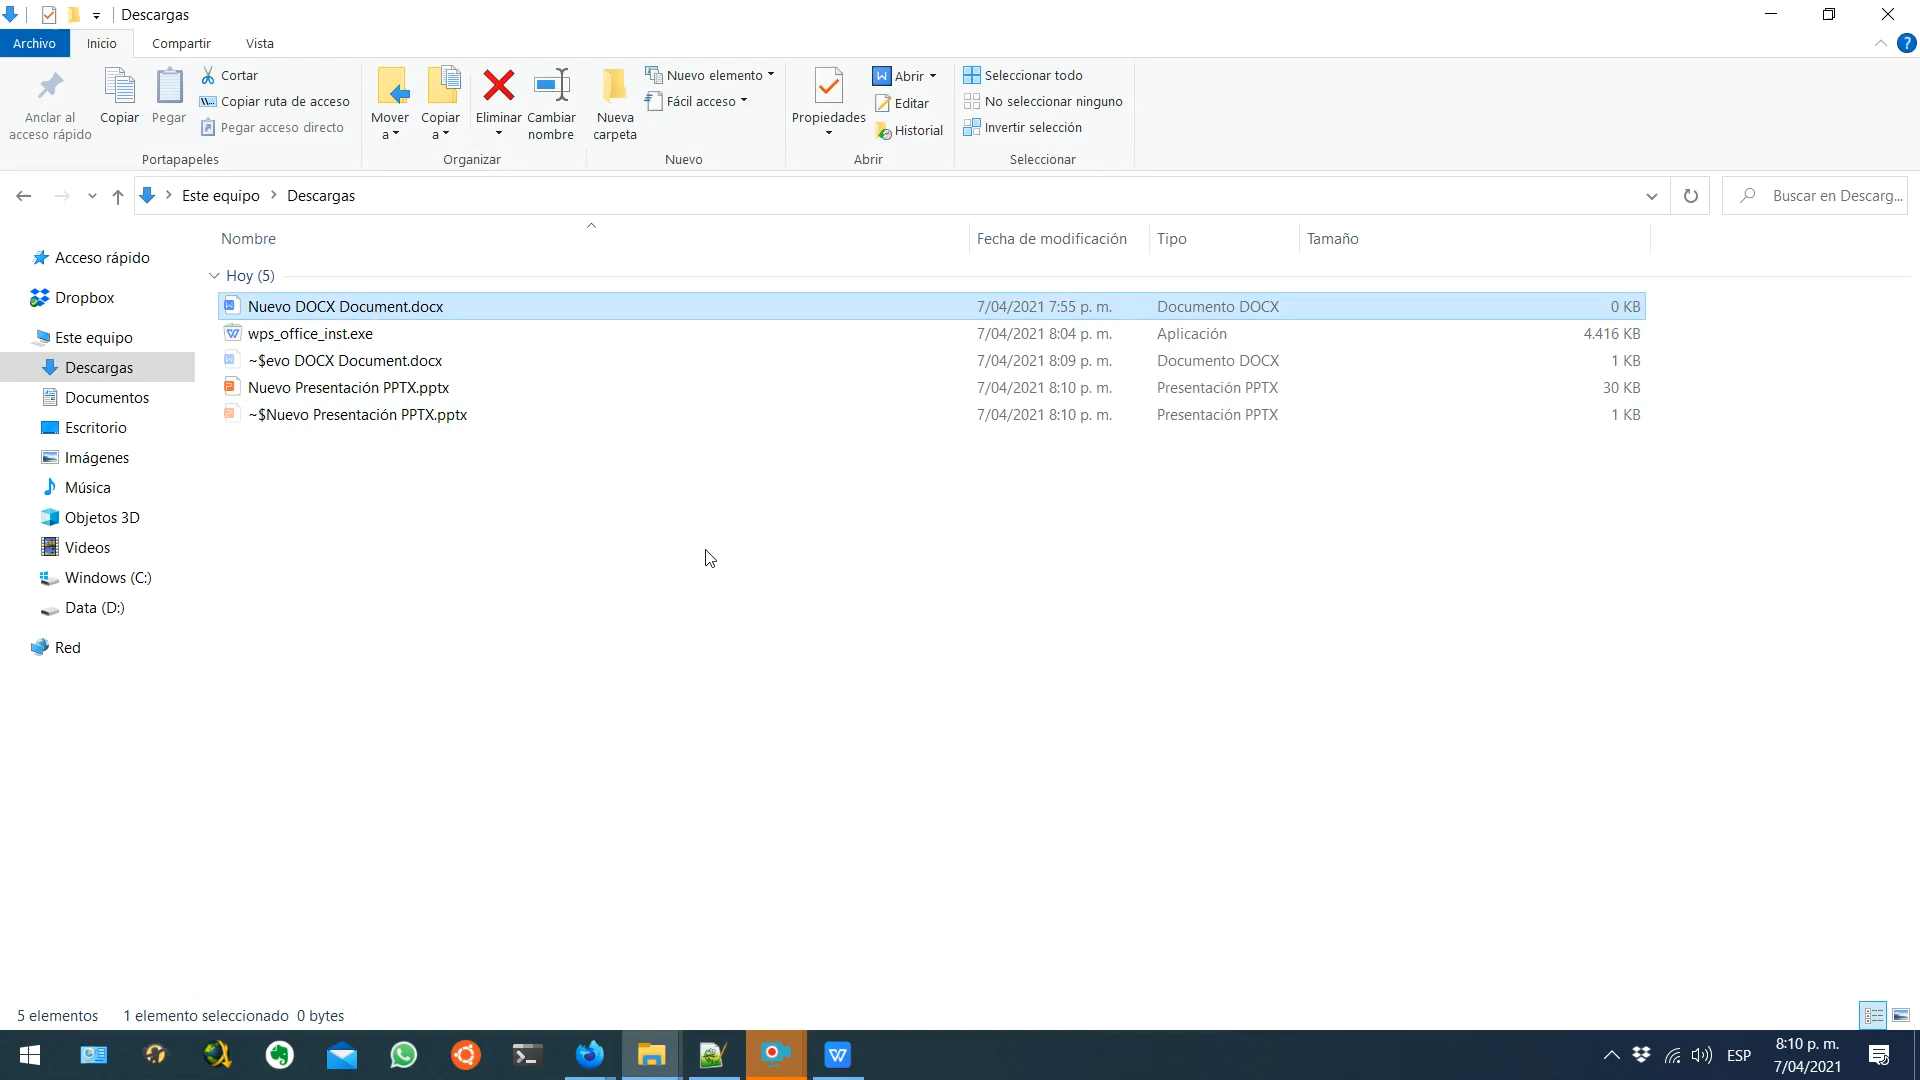 Descargas
Archivo Inicio Compartir Vista
Anclar al acceso rápido
Copiar
Pegar
Cortar
Copiar ruta de acceso
Pegar acceso directo
Portapapeles
Mover a
Copiar a
Eliminar
Cambiar nombre
Organizar
Nueva carpeta
Nuevo elemento
Fácil acceso
Nuevo
Propiedades
Abrir
Editar
Historial
Abrir
Seleccionar todo
No seleccionar ninguno
Invertir selección
Seleccionar
Este equipo Descargas
Buscar en Descarg...
Acceso rápido
Dropbox
Este equipo
Descargas
Documentos
Escritorio
Imágenes
Música
Objetos 3D
Videos
Windows (C:)
Data (D:)
Red
Nombre Fecha de modificación Tipo Tamaño
Hoy (5)
Nuevo DOCX Document.docx 7/04/2021 7:55 p. m. Documento DOCX 0 KB
wps_office_inst.exe 7/04/2021 8:04 p. m. Aplicación 4.416 KB
~$evo DOCX Document.docx 7/04/2021 8:09 p. m. Documento DOCX 1 KB
Nuevo Presentación PPTX.pptx 7/04/2021 8:10 p. m. Presentación PPTX 30 KB
~$Nuevo Presentación PPTX.pptx 7/04/2021 8:10 p. m. Presentación PPTX 1 KB
5 elementos 1 elemento seleccionado 0 bytes
ESP
8:10 p. m.
7/04/2021